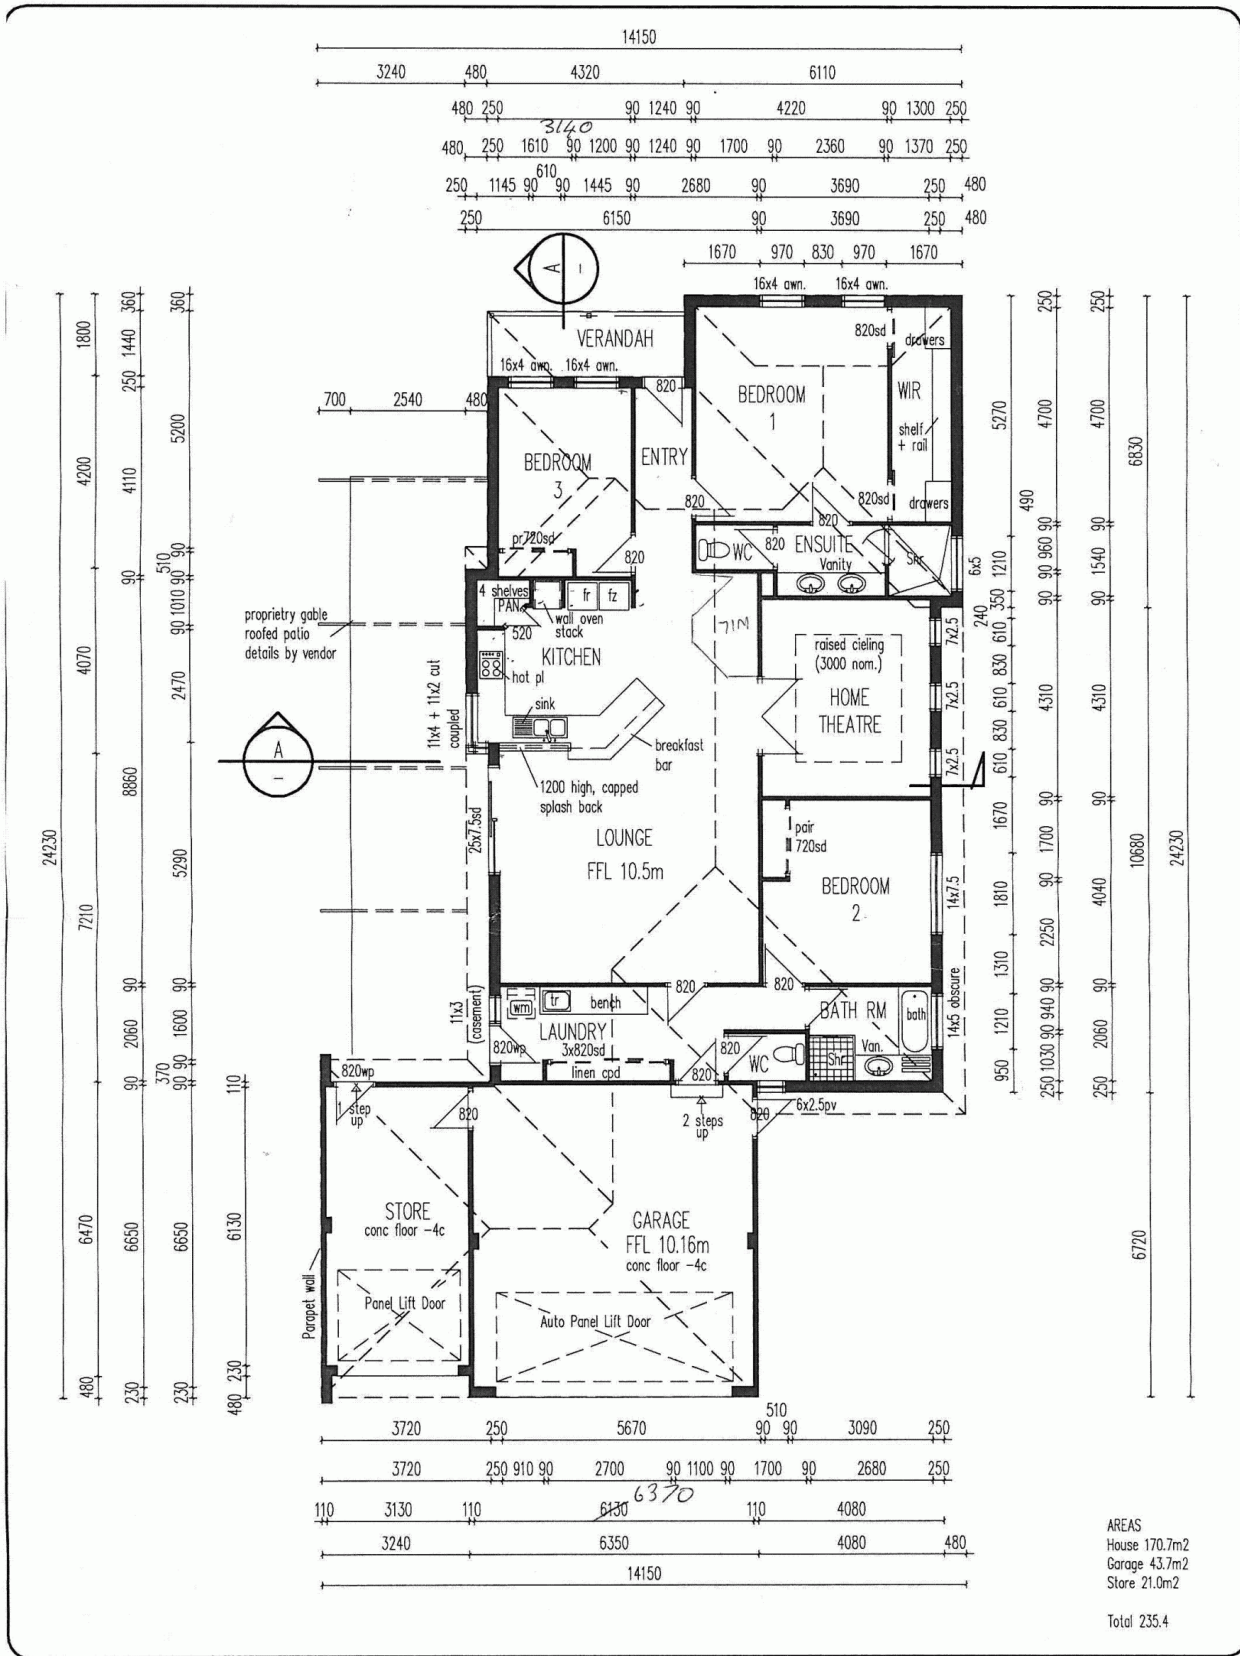 14150
3240 480 4320 6110
480 250 90 1240 90 4220 90 1300 250
3140
480 250 1610 90 1200 90 1240 90 1700 90 2360 90 1370 250
610
250 1145 90 90 1445 90 2680 90 3690 250 480
250 6150 90 3690 250 480
1670 970 830 970 1670
A
-
16x4 awn. 16x4 awn.
VERANDAH
16x4 awn. 16x4 awn.
820
820sd
drawers
BEDROOM
1
WIR
shelf
+ rail
700 2540 480
BEDROOM
3
ENTRY
820
820sd
drawers
820
pr720sd
820
WC
820
ENSUITE
Vanity
Shr
6x5
4 shelves
PAN
520
wall oven
stack
fr
fz
proprietry gable
roofed patio
details by vendor
KITCHEN
hot pl
sink
11x4 + 11x2 cut
coupled
raised cieling
(3000 nom.)
HOME
THEATRE
7x2.5
7x2.5
7x2.5
A
-
breakfast
bar
1200 high, capped
splash back
25x7.5sd
LOUNGE
FFL 10.5m
pair
720sd
BEDROOM
2
14x7.5
820
820
11x3
(casement)
wm
tr
bench
LAUNDRY
3x820sd
linen cpd
820wp
BATH RM
bath
14x5 obscure
820
WC
Shr
Van.
820
820wp
1 step
up
820
2 steps
up
820
6x2.5pv
STORE
conc floor -4c
GARAGE
FFL 10.16m
conc floor -4c
Parapet wall
Panel Lift Door
Auto Panel Lift Door
24230
1800 4200 4070 7210 6470 480
360 1440 250 4110 90 8860 90 2060 90 6650 230
360 5200 90 510 90 1010 90 2470 5290 90 1600 90 90 370 6650 230
110 6130 230 480
5270 490 1210 350 240 610 830 610 830 610 1670 1810 1310 1210 950
250 4700 90 960 90 4310 90 1700 90 2250 90 940 90 1030 250
250 4700 90 1540 90 4310 90 4040 90 2060 250
6830 10680 6720
24230
510
3720 250 5670 90 90 3090 250
3720 250 910 90 2700 90 1100 90 1700 90 2680 250
6370
110 3130 110 6130 110 4080
3240 6350 4080 480
14150
AREAS
House 170.7m2
Garage 43.7m2
Store 21.0m2
Total 235.4